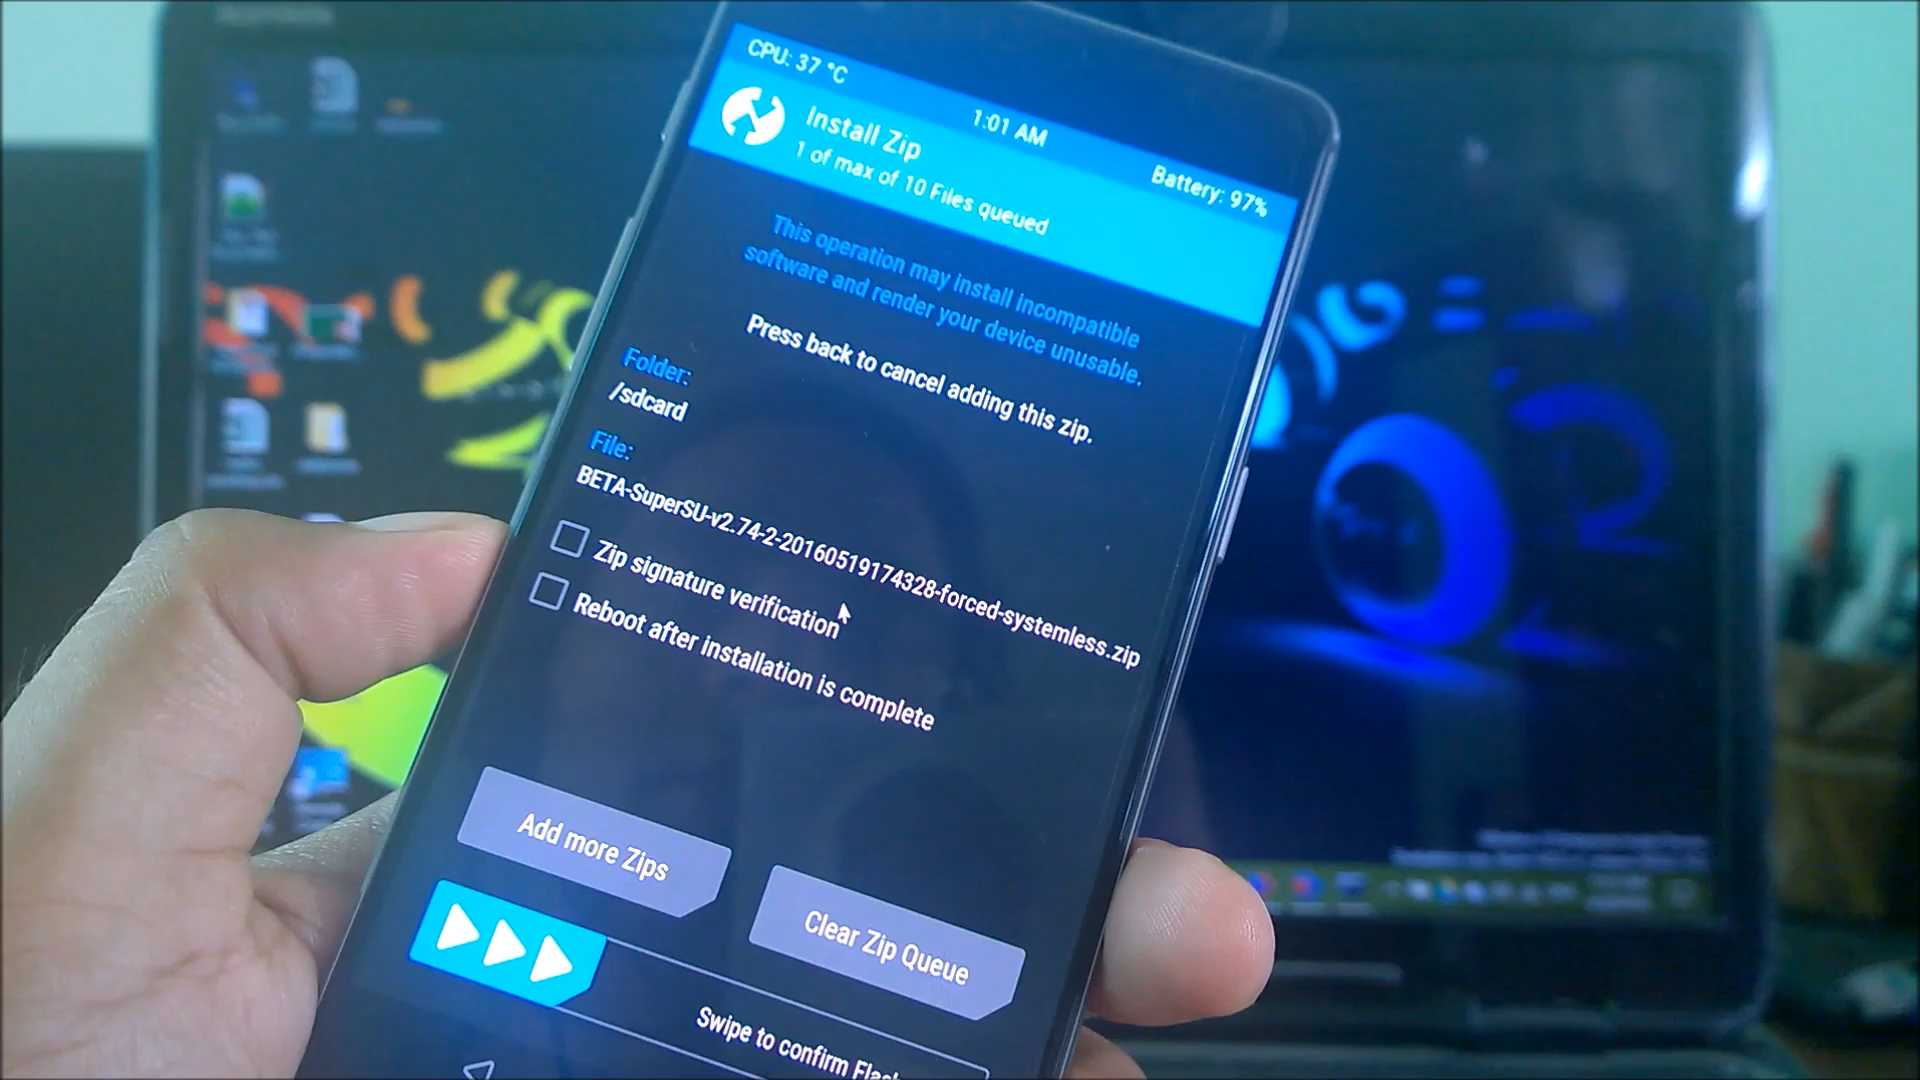 CPU: 37 °C
1:01 AM
Battery: 97%
Install Zip
1 of max of 10 Files queued
This operation may install incompatible
software and render your device unusable.
Press back to cancel adding this zip.
Folder:
/sdcard
File:
BETA-SuperSU-v2.74-2-20160519174328-forced-systemless.zip
Zip signature verification
Reboot after installation is complete
Add more Zips
Clear Zip Queue
Swipe to confirm